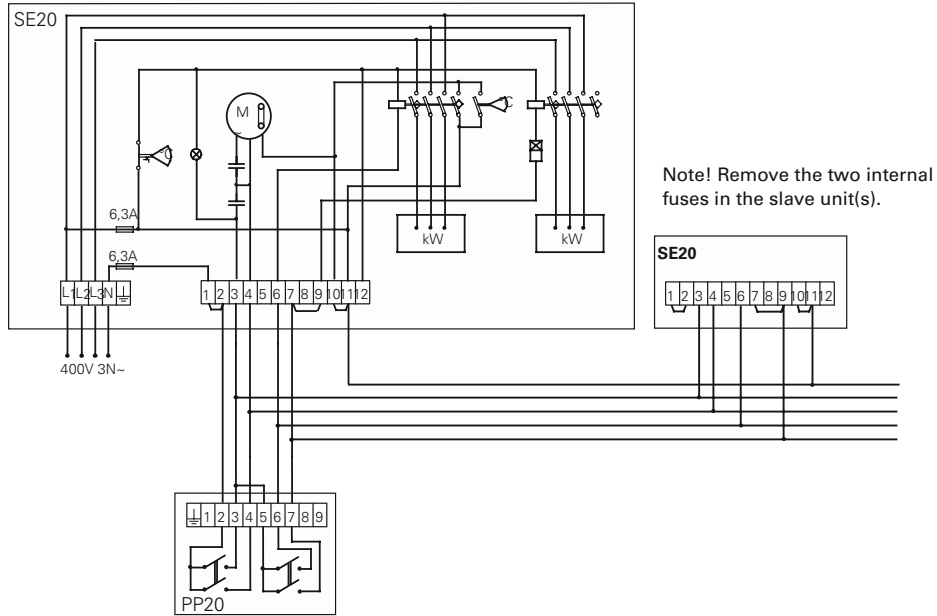 SE20
M
~
°C
°C
6,3A
6,3A
kW
kW
L1 L2 L3 N
1 2 3 4 5 6 7 8 9 10 11 12
400V 3N~
Note! Remove the two internal
fuses in the slave unit(s).
SE20
1 2 3 4 5 6 7 8 9 10 11 12
1 2 3 4 5 6 7 8 9
PP20